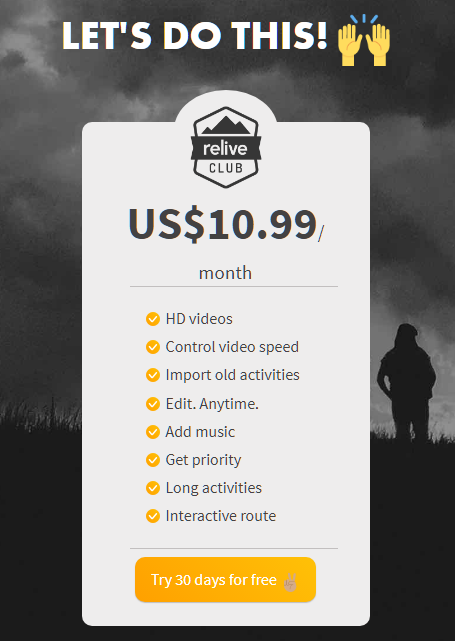 LET'S DO THIS! 🙌
relive
CLUB
US$10.99/
month
HD videos
Control video speed
Import old activities
Edit. Anytime.
Add music
Get priority
Long activities
Interactive route
Try 30 days for free ✌